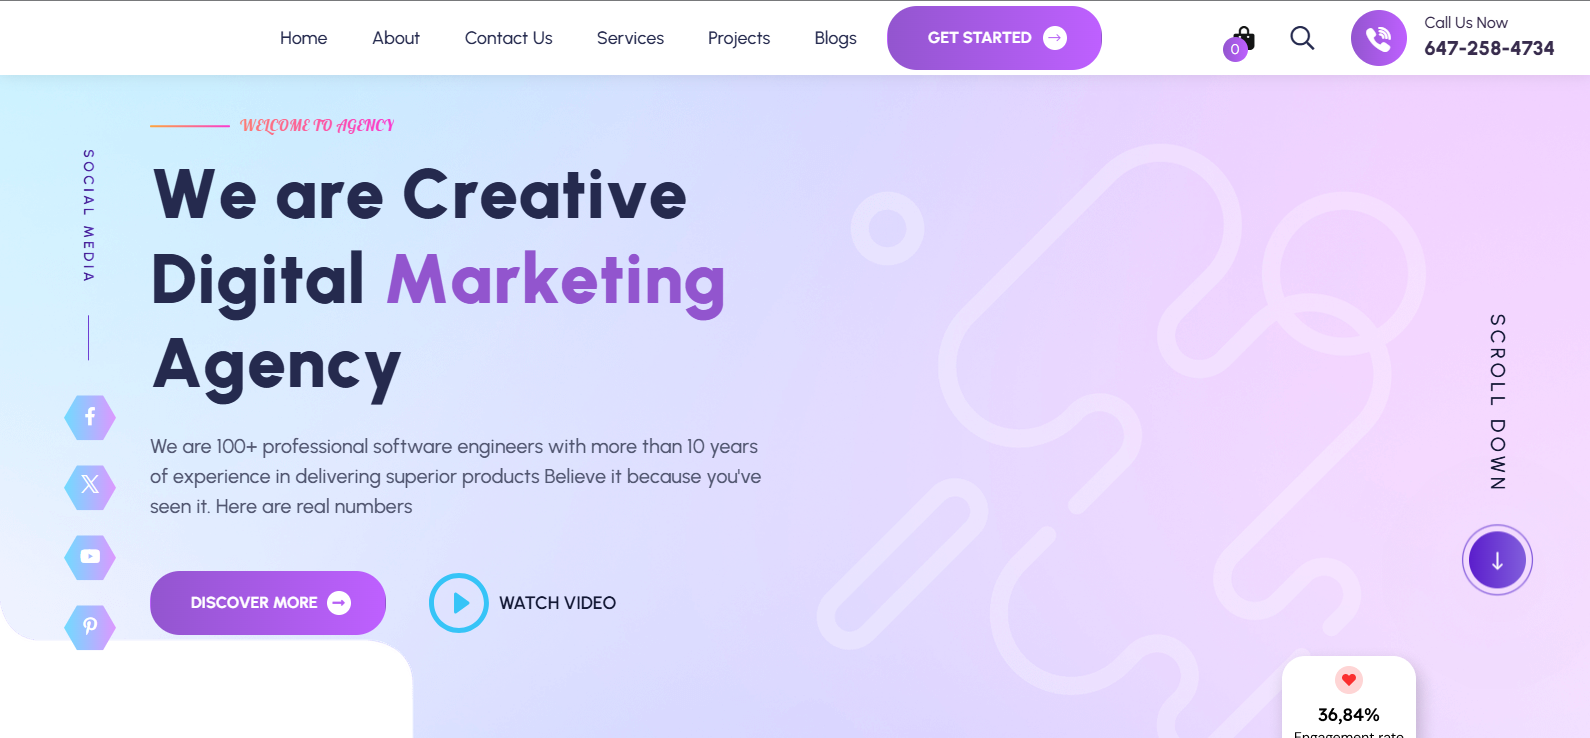 Home
About
Contact Us
Services
Projects
Blogs
GET STARTED
0
Call Us Now
647-258-4734
WELCOME TO AGENCY
SOCIAL MEDIA
We are Creative
Digital Marketing
Agency
We are 100+ professional software engineers with more than 10 years
of experience in delivering superior products Believe it because you've
seen it. Here are real numbers
DISCOVER MORE
WATCH VIDEO
SCROLL DOWN
36,84%
Engagement rate